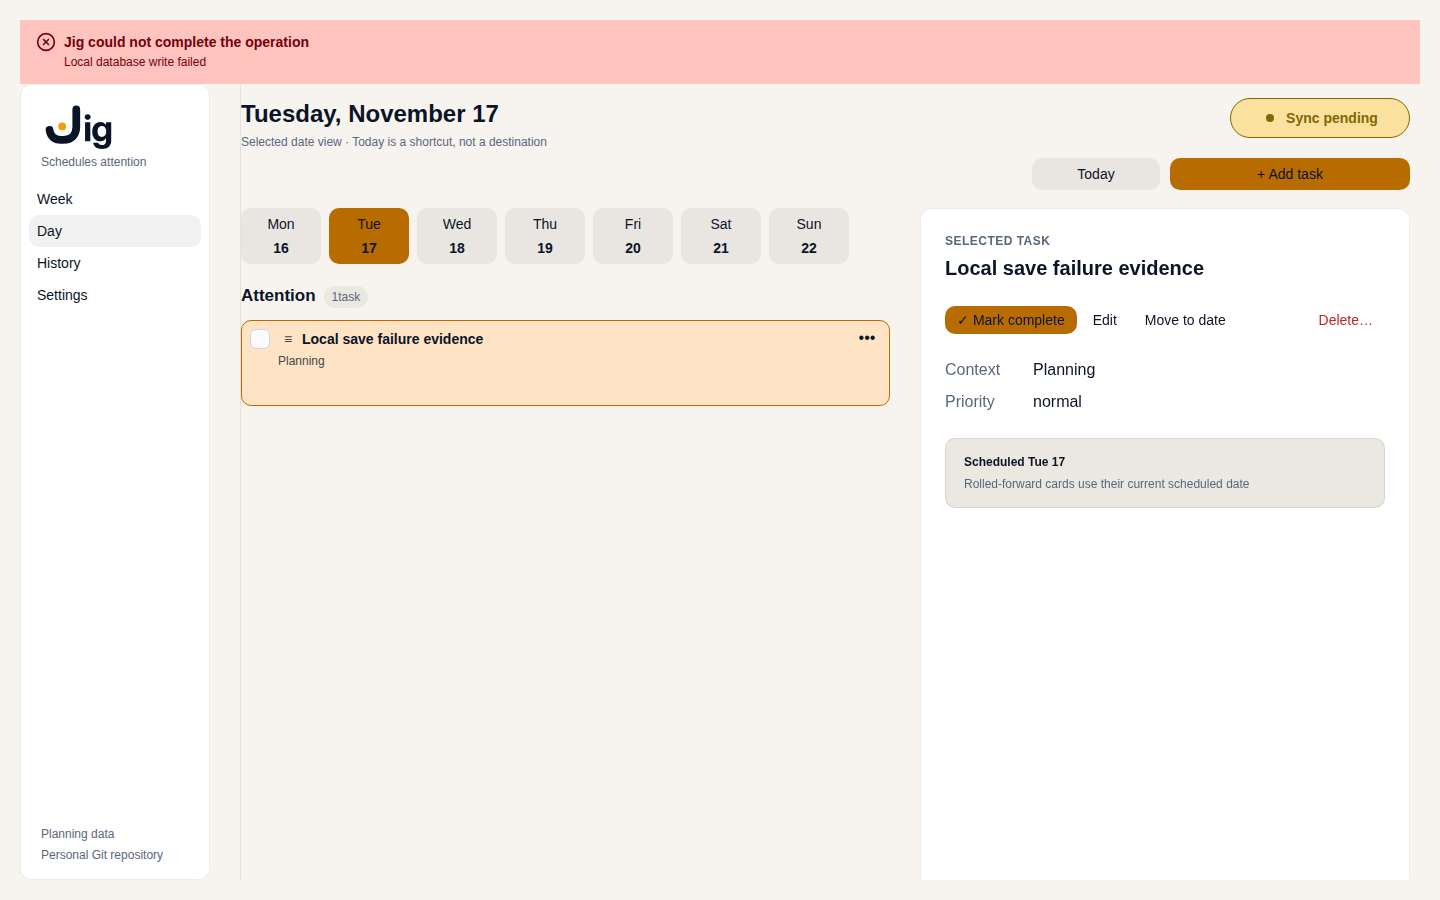 Jig could not complete the operation
Local database write failed
Jig
Schedules attention
Week
Day
History
Settings
Planning data
Personal Git repository
Tuesday, November 17
Selected date view · Today is a shortcut, not a destination
Sync pending
Today
+ Add task
Mon
16
Tue
17
Wed
18
Thu
19
Fri
20
Sat
21
Sun
22
Attention
1task
≡ Local save failure evidence •••
Planning
SELECTED TASK
Local save failure evidence
✓ Mark complete
Edit
Move to date
Delete…
Context Planning
Priority normal
Scheduled Tue 17
Rolled-forward cards use their current scheduled date